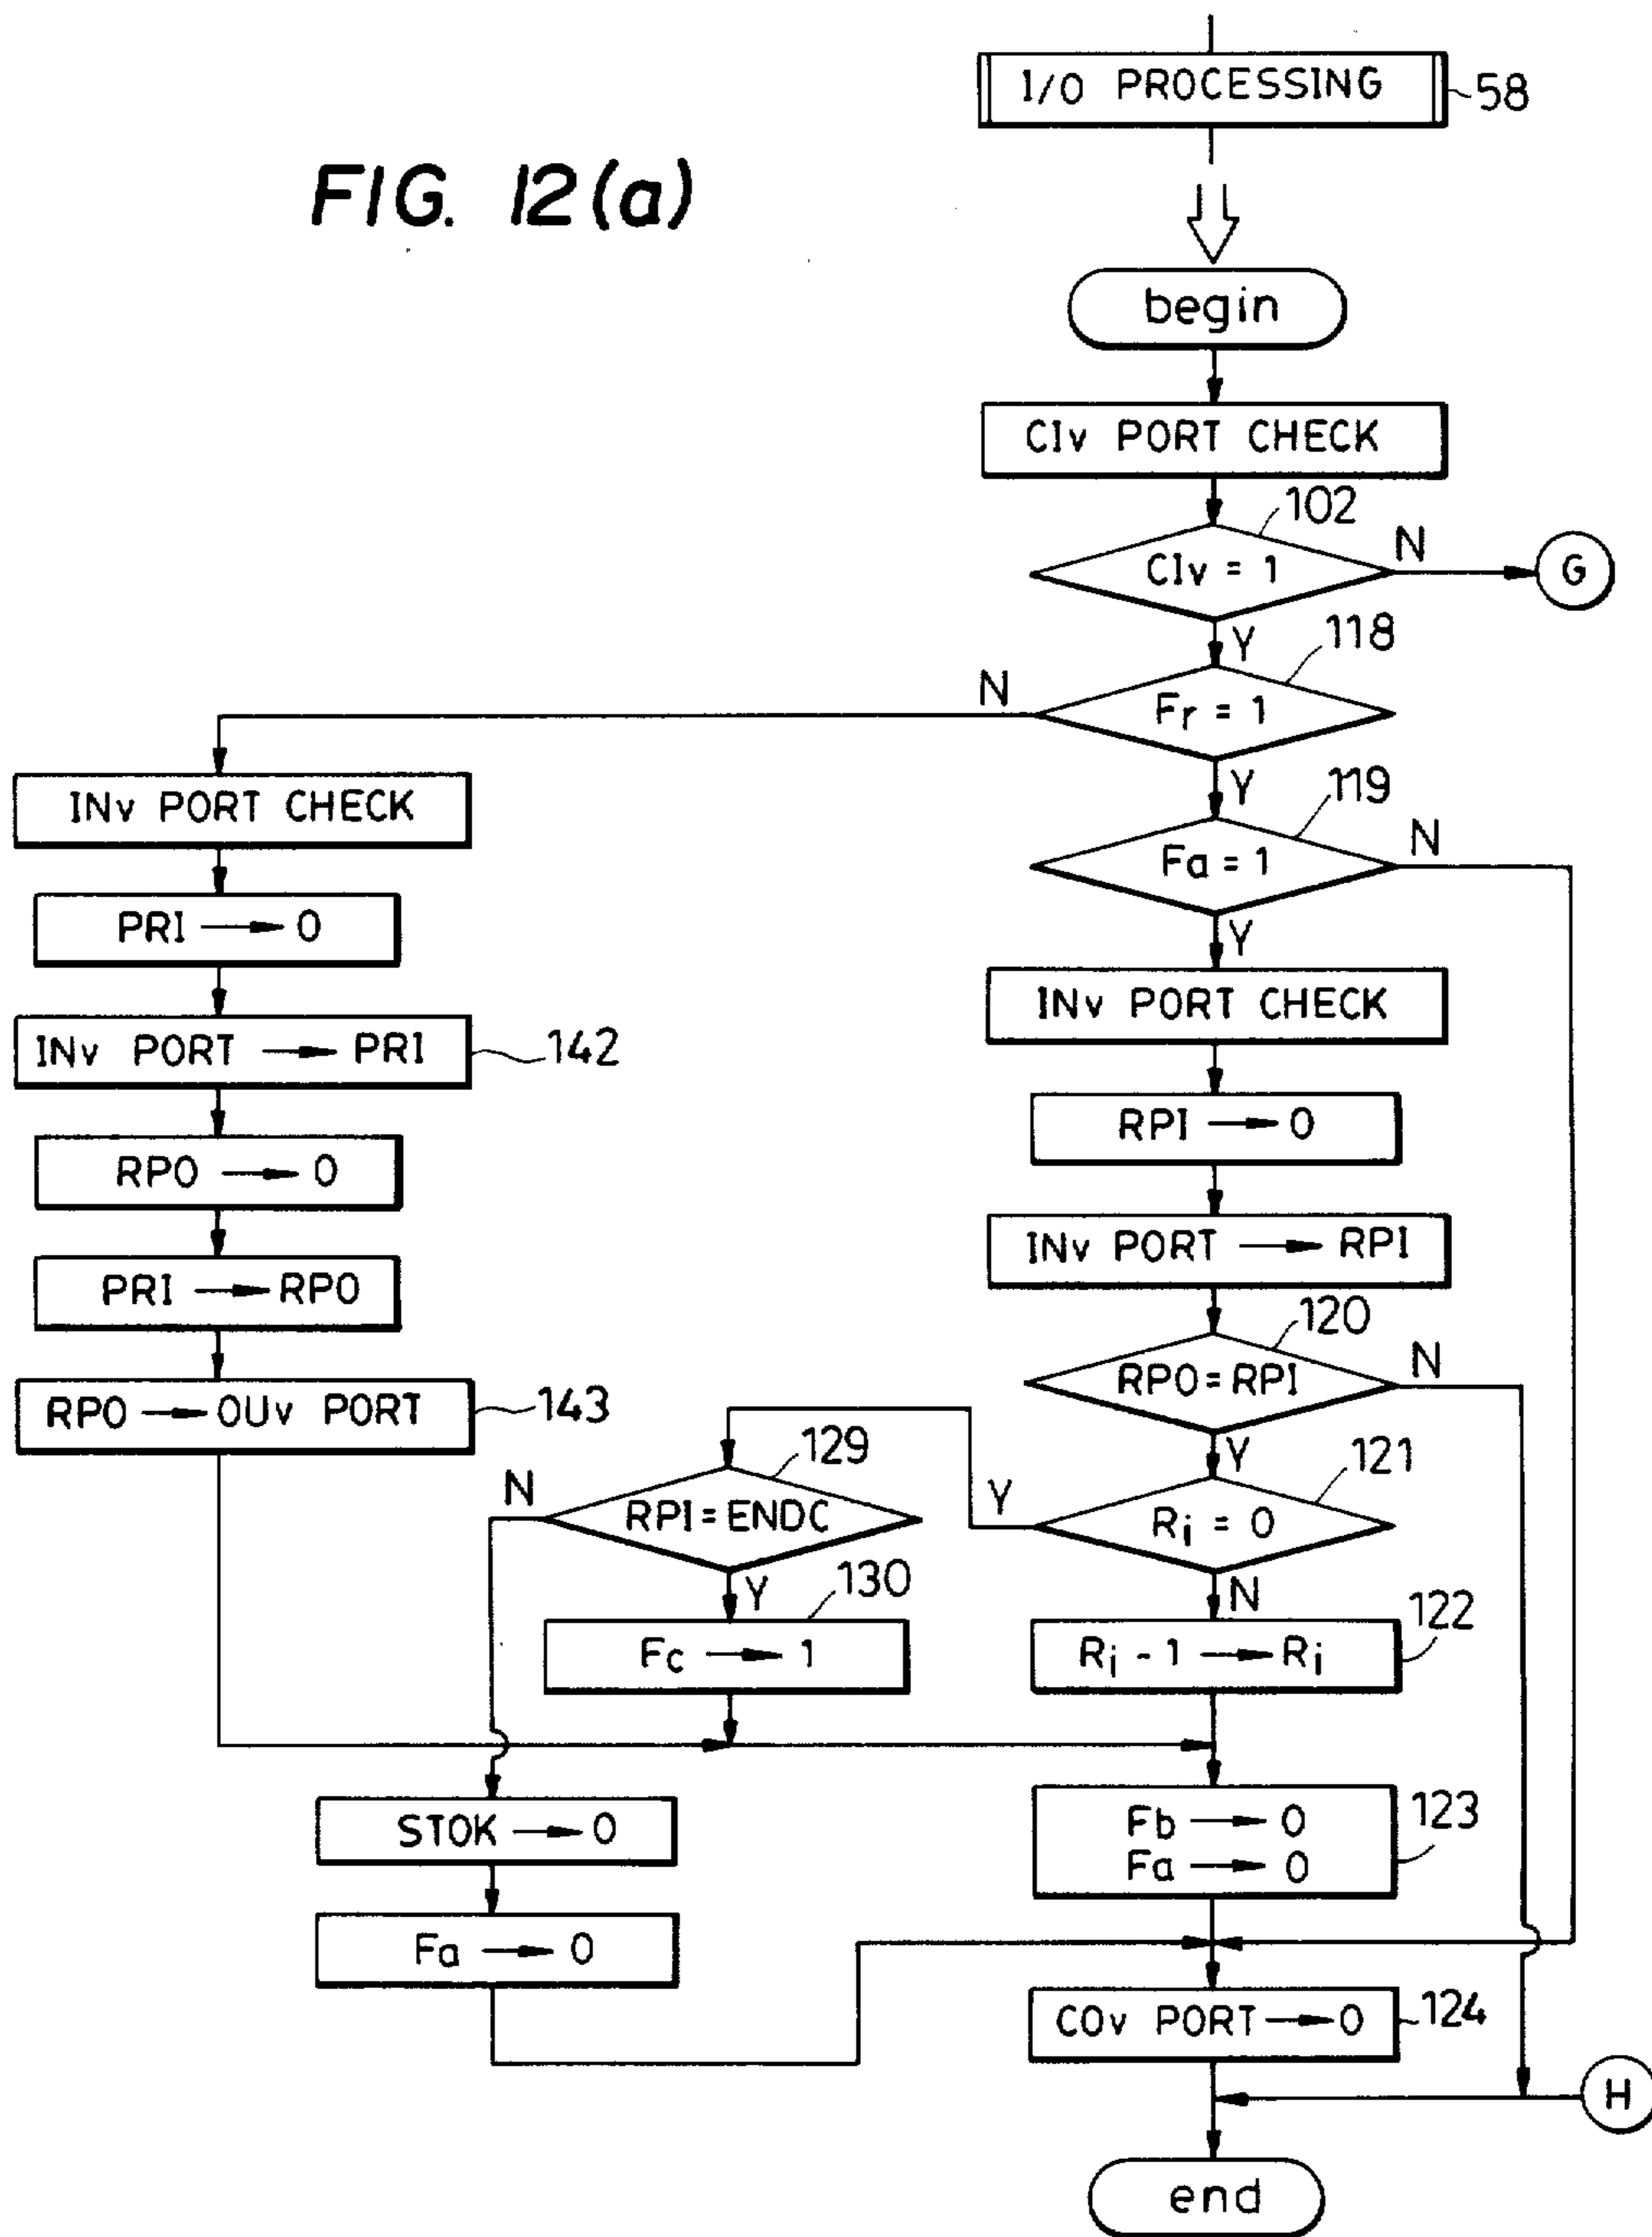 I/O PROCESSING
58
FIG. 12(a)
begin
CIv PORT CHECK
102
CIv = 1
N
G
Y
118
N
Fr = 1
Y
119
INv PORT CHECK
Fa = 1
N
Y
PRI → 0
INv PORT CHECK
INv PORT → PRI
142
RPI → 0
RPO → 0
INv PORT → RPI
PRI → RPO
120
RPO = RPI
N
RPO → OUv PORT
143
Y
129
121
N
RPI = ENDC
Y
Ri = 0
Y
130
N
122
Fc → 1
Ri - 1 → Ri
STOK → 0
Fb → 0
Fa → 0
123
Fa → 0
COv PORT → 0
124
H
end